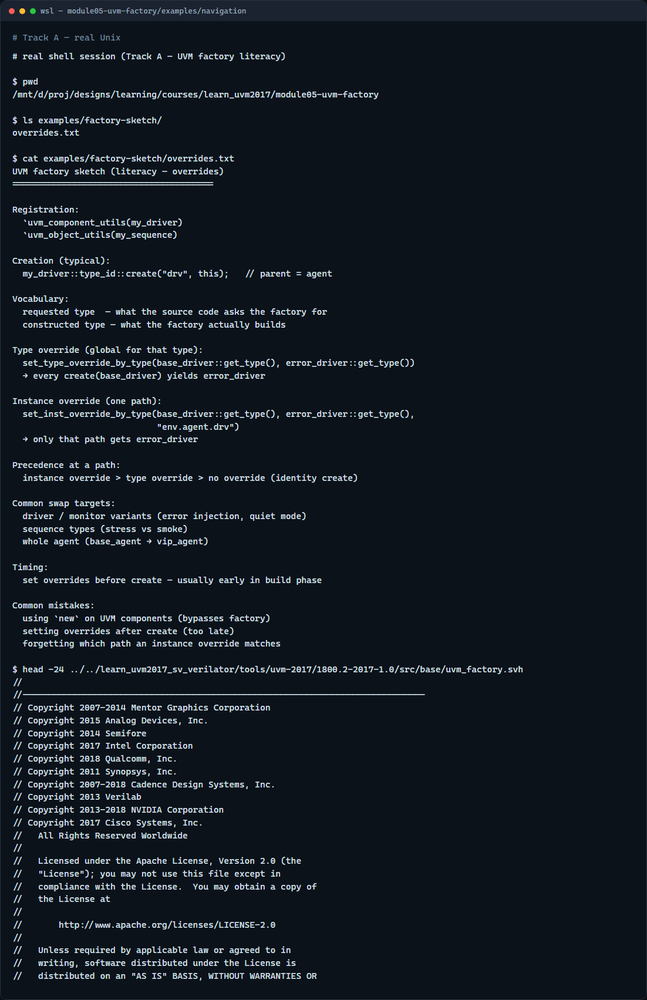 wsl — module05-uvm-factory/examples/navigation
# Track A — real Unix
# real shell session (Track A — UVM factory literacy)
$ pwd
/mnt/d/proj/designs/learning/courses/learn_uvm2017/module05-uvm-factory
$ ls examples/factory-sketch/
overrides.txt
$ cat examples/factory-sketch/overrides.txt
UVM factory sketch (literacy — overrides)
=======================================
Registration:
  `uvm_component_utils(my_driver)
  `uvm_object_utils(my_sequence)
Creation (typical):
  my_driver::type_id::create("drv", this);   // parent = agent
Vocabulary:
  requested type  — what the source code asks the factory for
  constructed type — what the factory actually builds
Type override (global for that type):
  set_type_override_by_type(base_driver::get_type(), error_driver::get_type())
  → every create(base_driver) yields error_driver
Instance override (one path):
  set_inst_override_by_type(base_driver::get_type(), error_driver::get_type(),
                            "env.agent.drv")
  → only that path gets error_driver
Precedence at a path:
  instance override > type override > no override (identity create)
Common swap targets:
  driver / monitor variants (error injection, quiet mode)
  sequence types (stress vs smoke)
  whole agent (base_agent → vip_agent)
Timing:
  set overrides before create — usually early in build phase
Common mistakes:
  using `new` on UVM components (bypasses factory)
  setting overrides after create (too late)
  forgetting which path an instance override matches
$ head -24 ../../learn_uvm2017_sv_verilator/tools/uvm-2017/1800.2-2017-1.0/src/base/uvm_factory.svh
//
//------------------------------------------------------------------------------
// Copyright 2007-2014 Mentor Graphics Corporation
// Copyright 2015 Analog Devices, Inc.
// Copyright 2014 Semifore
// Copyright 2017 Intel Corporation
// Copyright 2018 Qualcomm, Inc.
// Copyright 2011 Synopsys, Inc.
// Copyright 2007-2018 Cadence Design Systems, Inc.
// Copyright 2013 Verilab
// Copyright 2013-2018 NVIDIA Corporation
// Copyright 2017 Cisco Systems, Inc.
//   All Rights Reserved Worldwide
//
//   Licensed under the Apache License, Version 2.0 (the
//   "License"); you may not use this file except in
//   compliance with the License.  You may obtain a copy of
//   the License at
//
//       http://www.apache.org/licenses/LICENSE-2.0
//
//   Unless required by applicable law or agreed to in
//   writing, software distributed under the License is
//   distributed on an "AS IS" BASIS, WITHOUT WARRANTIES OR